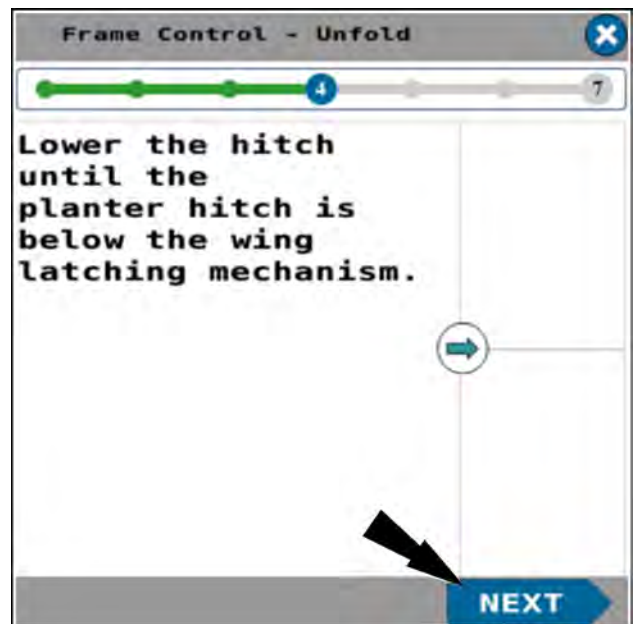 Frame Control - Unfold
4
7
Lower the hitch
until the
planter hitch is
below the wing
latching mechanism.
NEXT